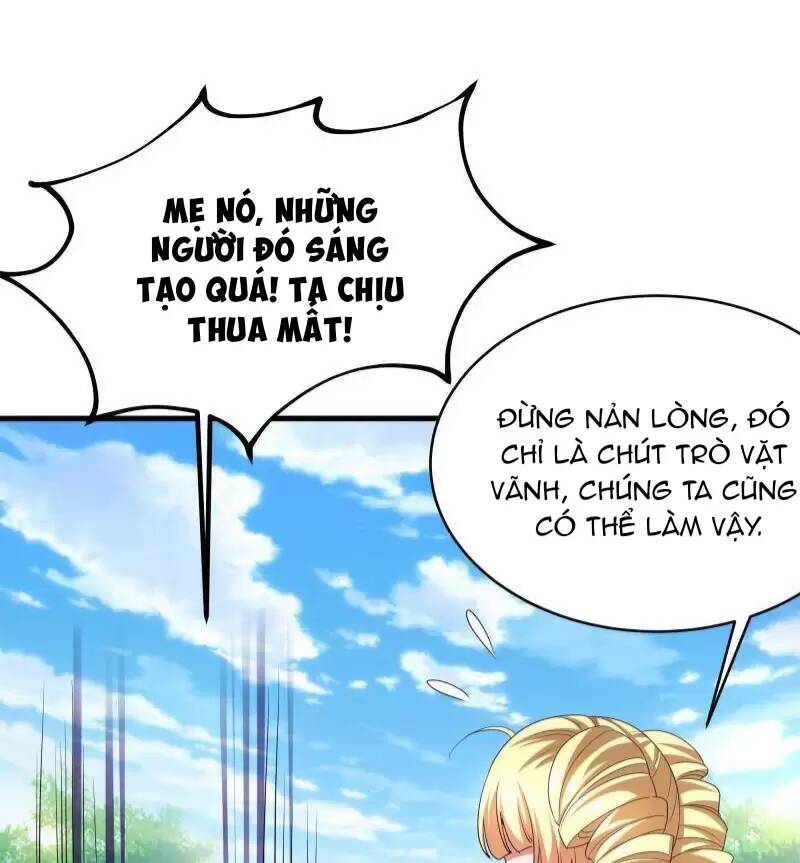 MẸ NÓ, NHỮNG
NGƯỜI ĐÓ SÁNG
TẠO QUÁ! TA CHỊU
THUA MẤT!
ĐỪNG NẢN LÒNG, ĐÓ
CHỈ LÀ CHÚT TRÒ VẶT
VÃNH, CHÚNG TA CŨNG
CÓ THỂ LÀM VẬY.